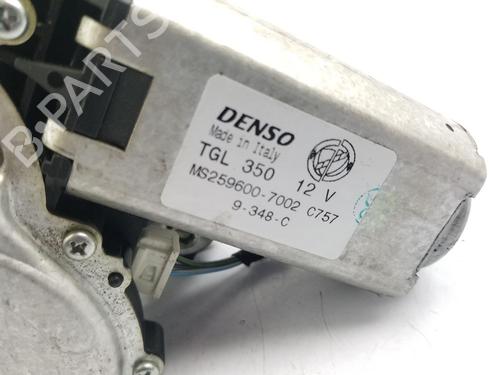 B-PARTS
DENSO
Made in Italy
TGL 350 12 V
MS259600-7002 C757
9-348-C